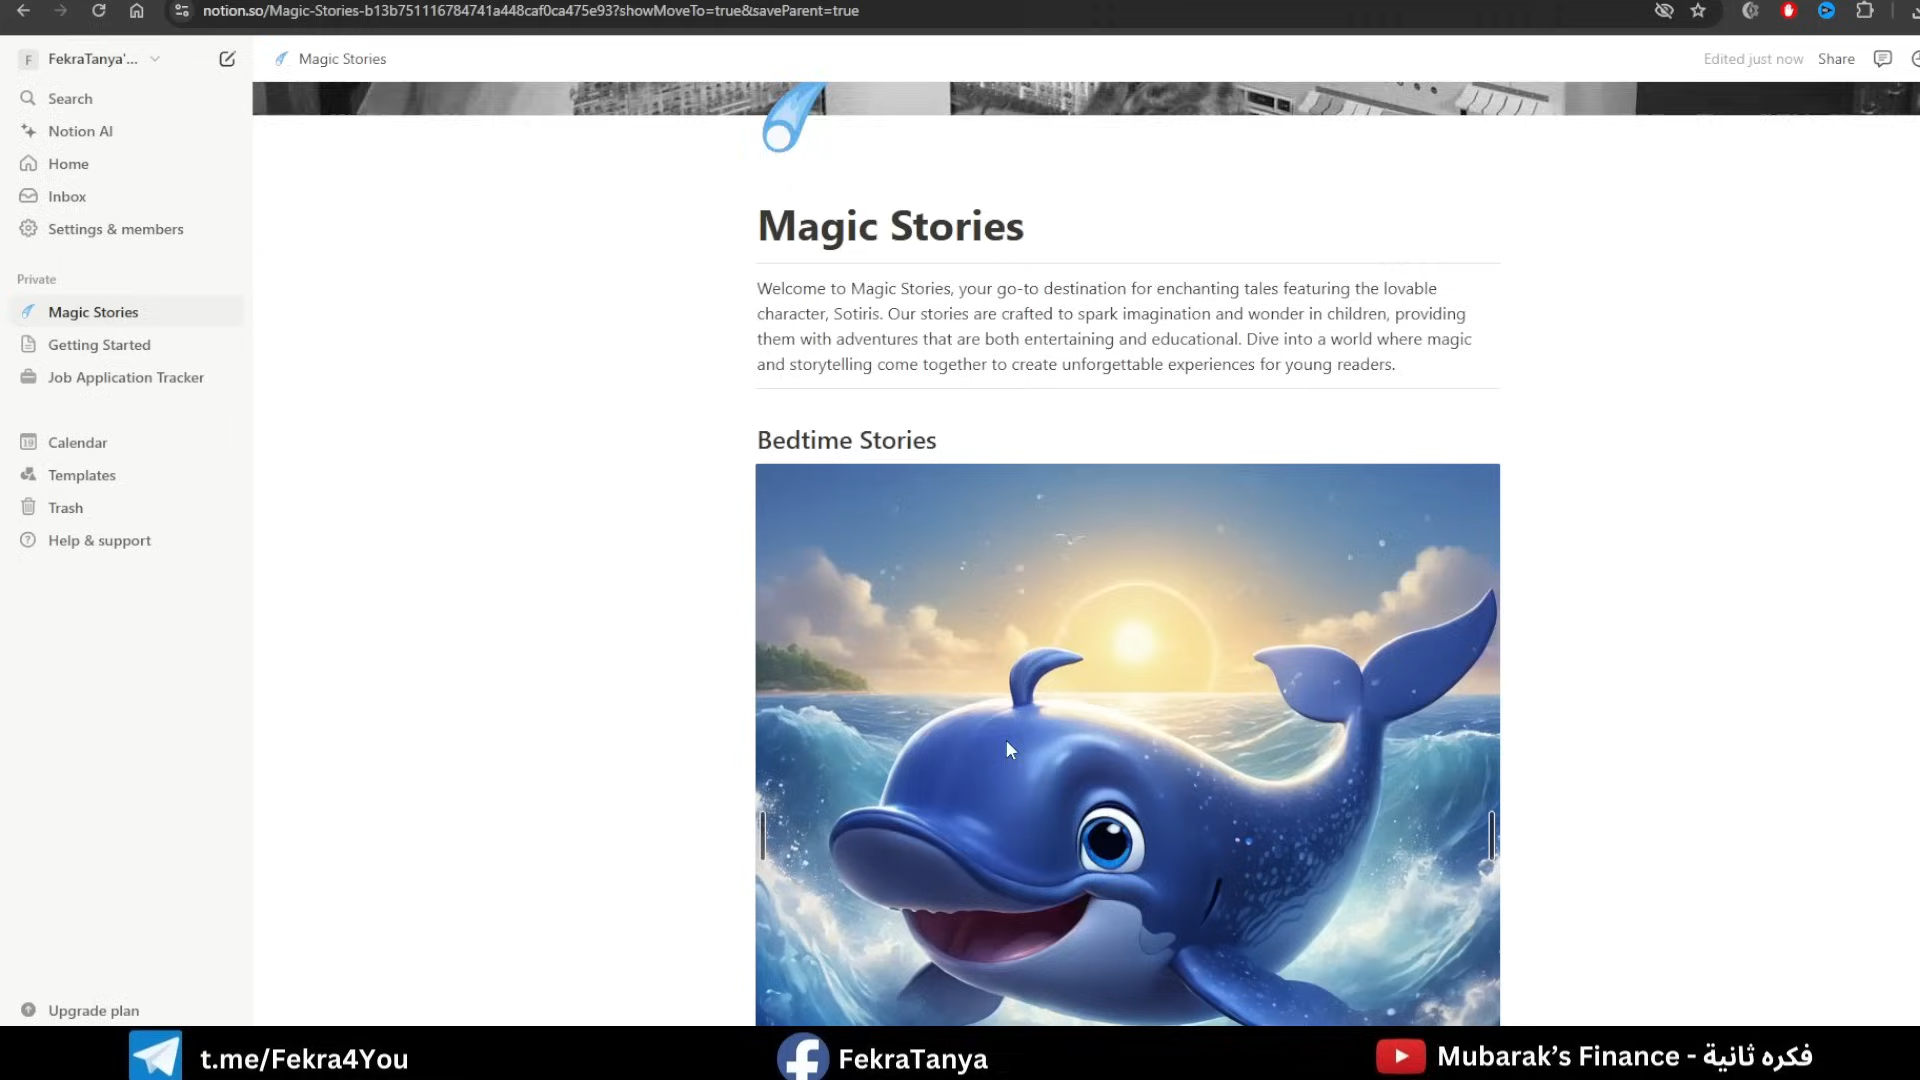 notion.so/Magic-Stories-b13b751116784741a448caf0ca475e93?showMoveTo=true&saveParent=true
F FekraTanya'...
Magic Stories
Edited just now
Share
Search
Notion AI
Home
Inbox
Settings & members
Private
Magic Stories
Getting Started
Job Application Tracker
Calendar
Templates
Trash
Help & support
Upgrade plan
Magic Stories
Welcome to Magic Stories, your go-to destination for enchanting tales featuring the lovable
character, Sotiris. Our stories are crafted to spark imagination and wonder in children, providing
them with adventures that are both entertaining and educational. Dive into a world where magic
and storytelling come together to create unforgettable experiences for young readers.
Bedtime Stories
t.me/Fekra4You
FekraTanya
Mubarak's Finance - فكره ثانية